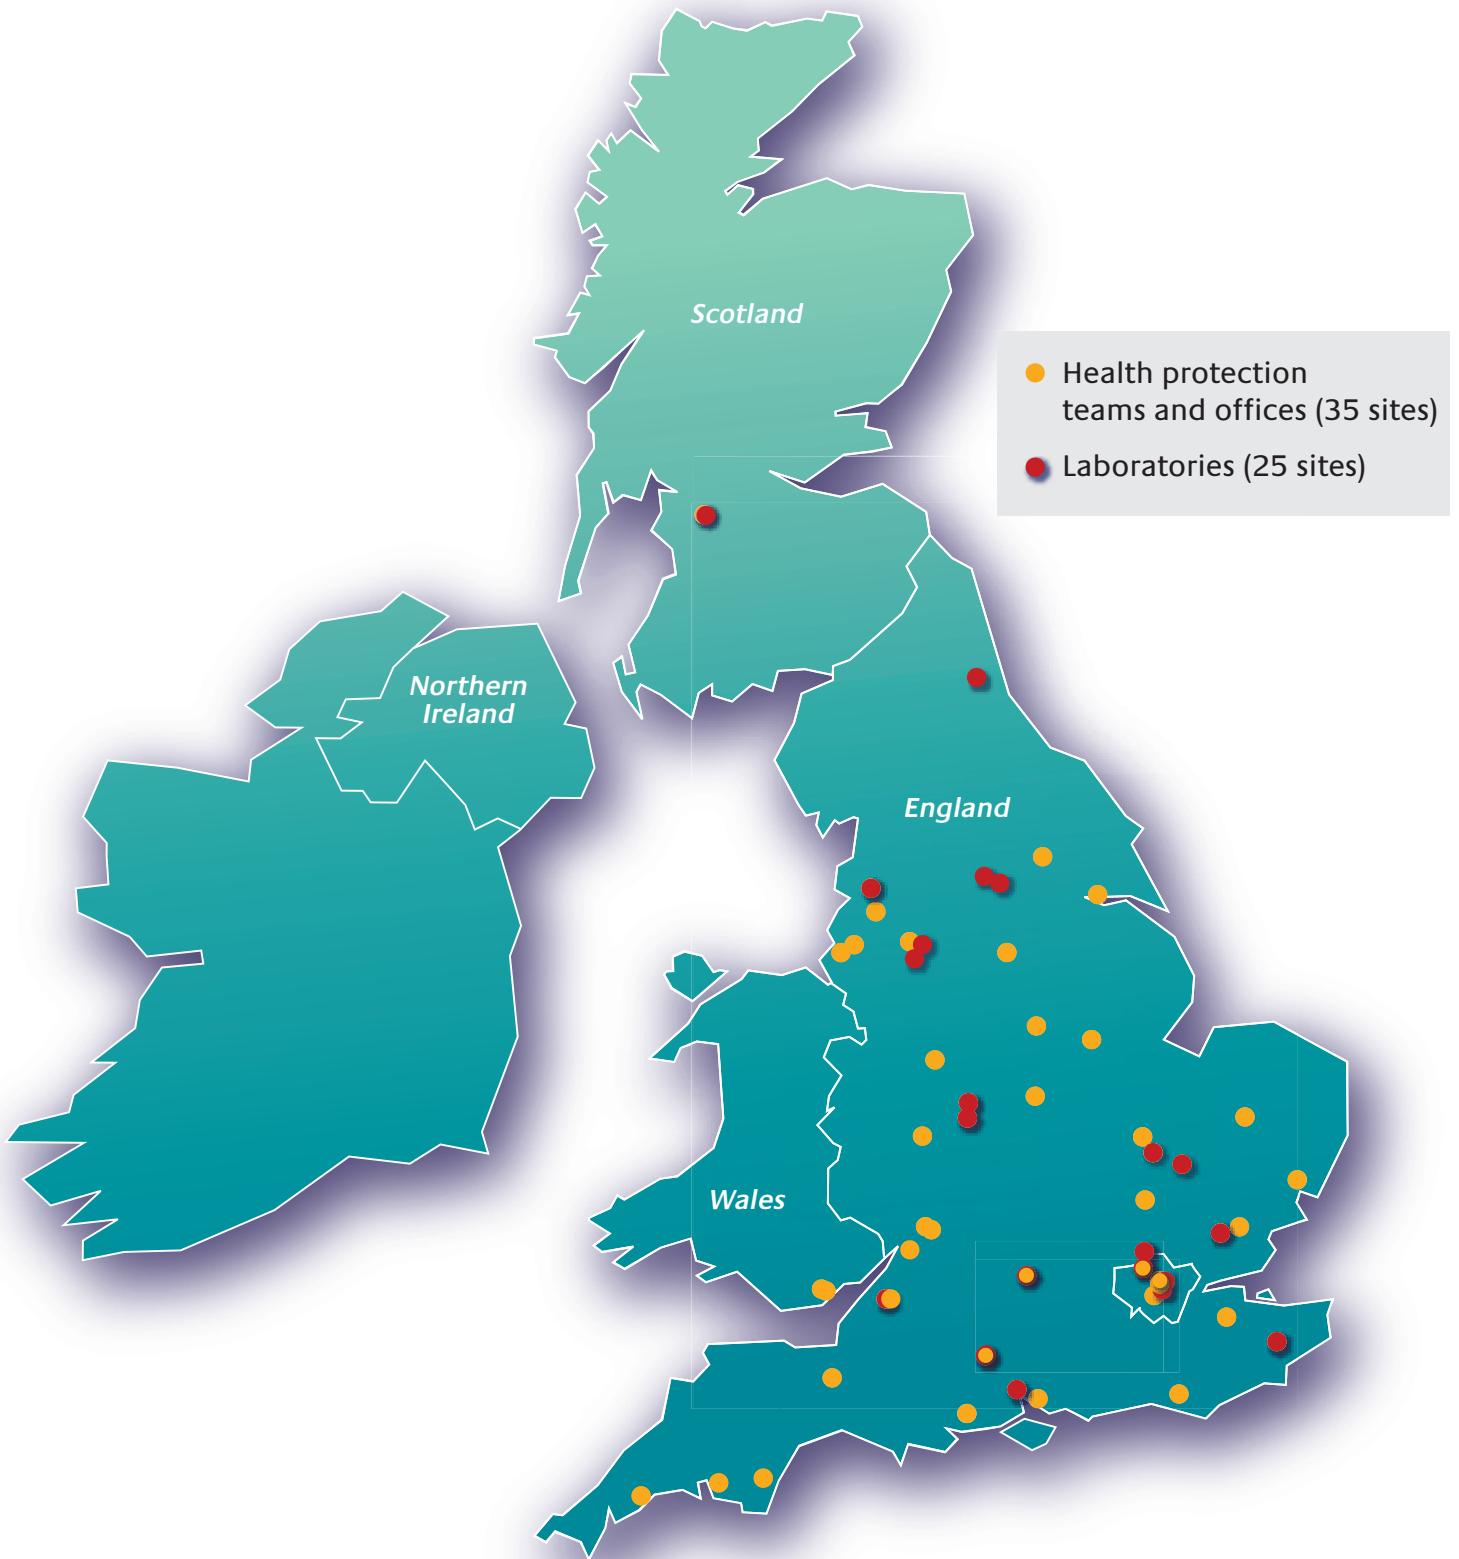 Scotland
Health protection
teams and offices (35 sites)
Laboratories (25 sites)
Northern
Ireland
England
Wales